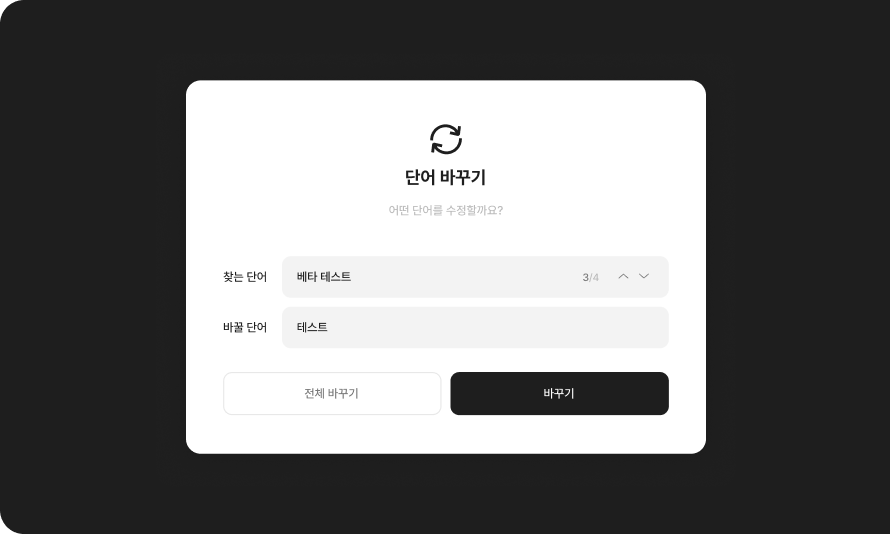 단어 바꾸기
어떤 단어를 수정할까요?
찾는 단어 베타 테스트 3/4
바꿀 단어 테스트
전체 바꾸기 바꾸기